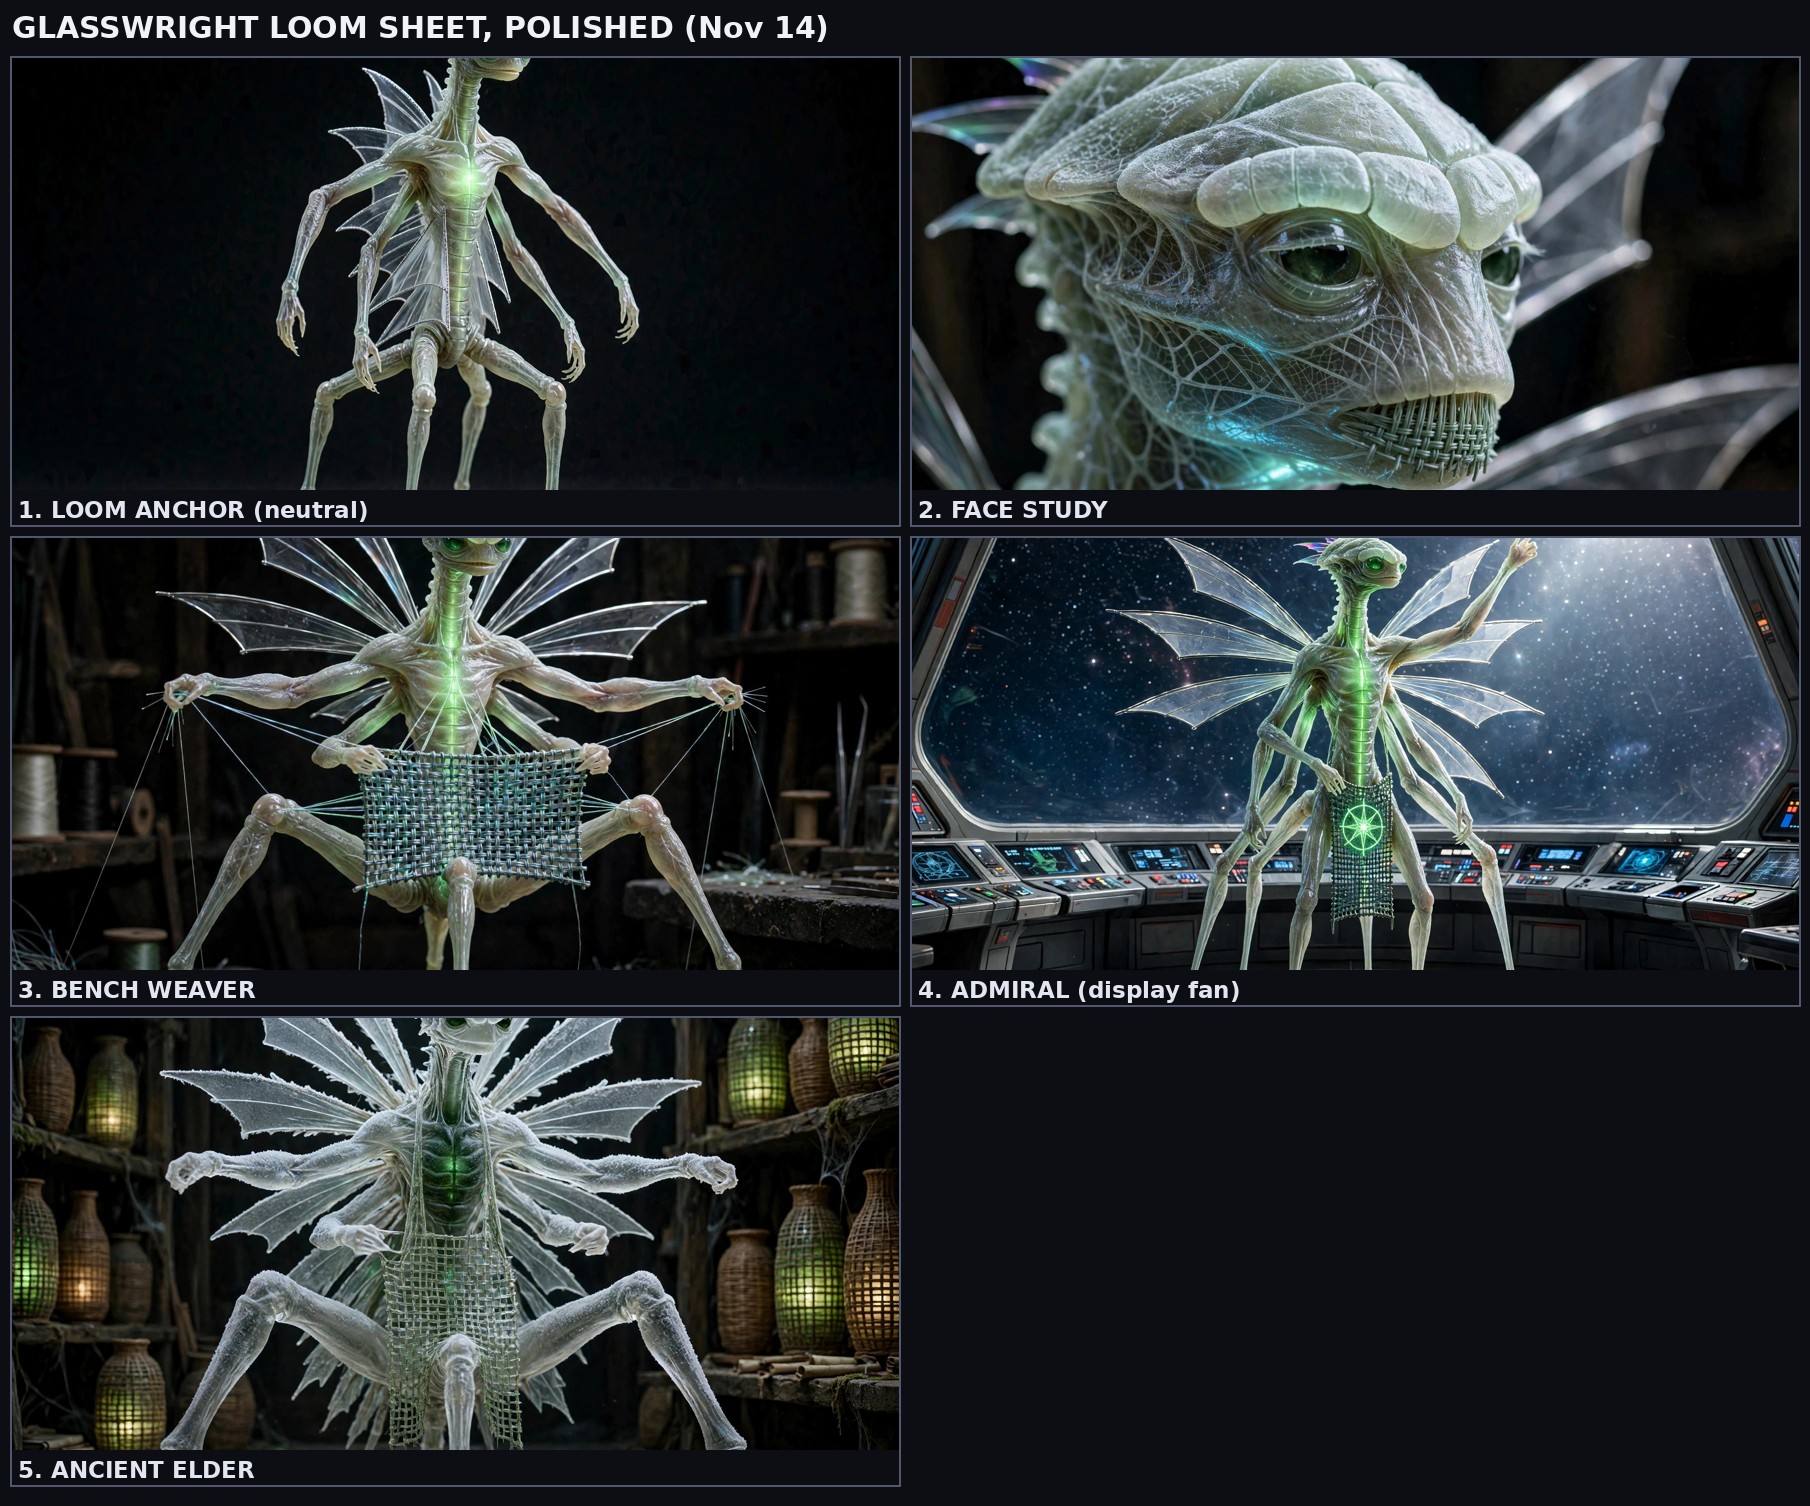 GLASSWRIGHT LOOM SHEET, POLISHED (Nov 14)
1. LOOM ANCHOR (neutral)
2. FACE STUDY
3. BENCH WEAVER
4. ADMIRAL (display fan)
5. ANCIENT ELDER